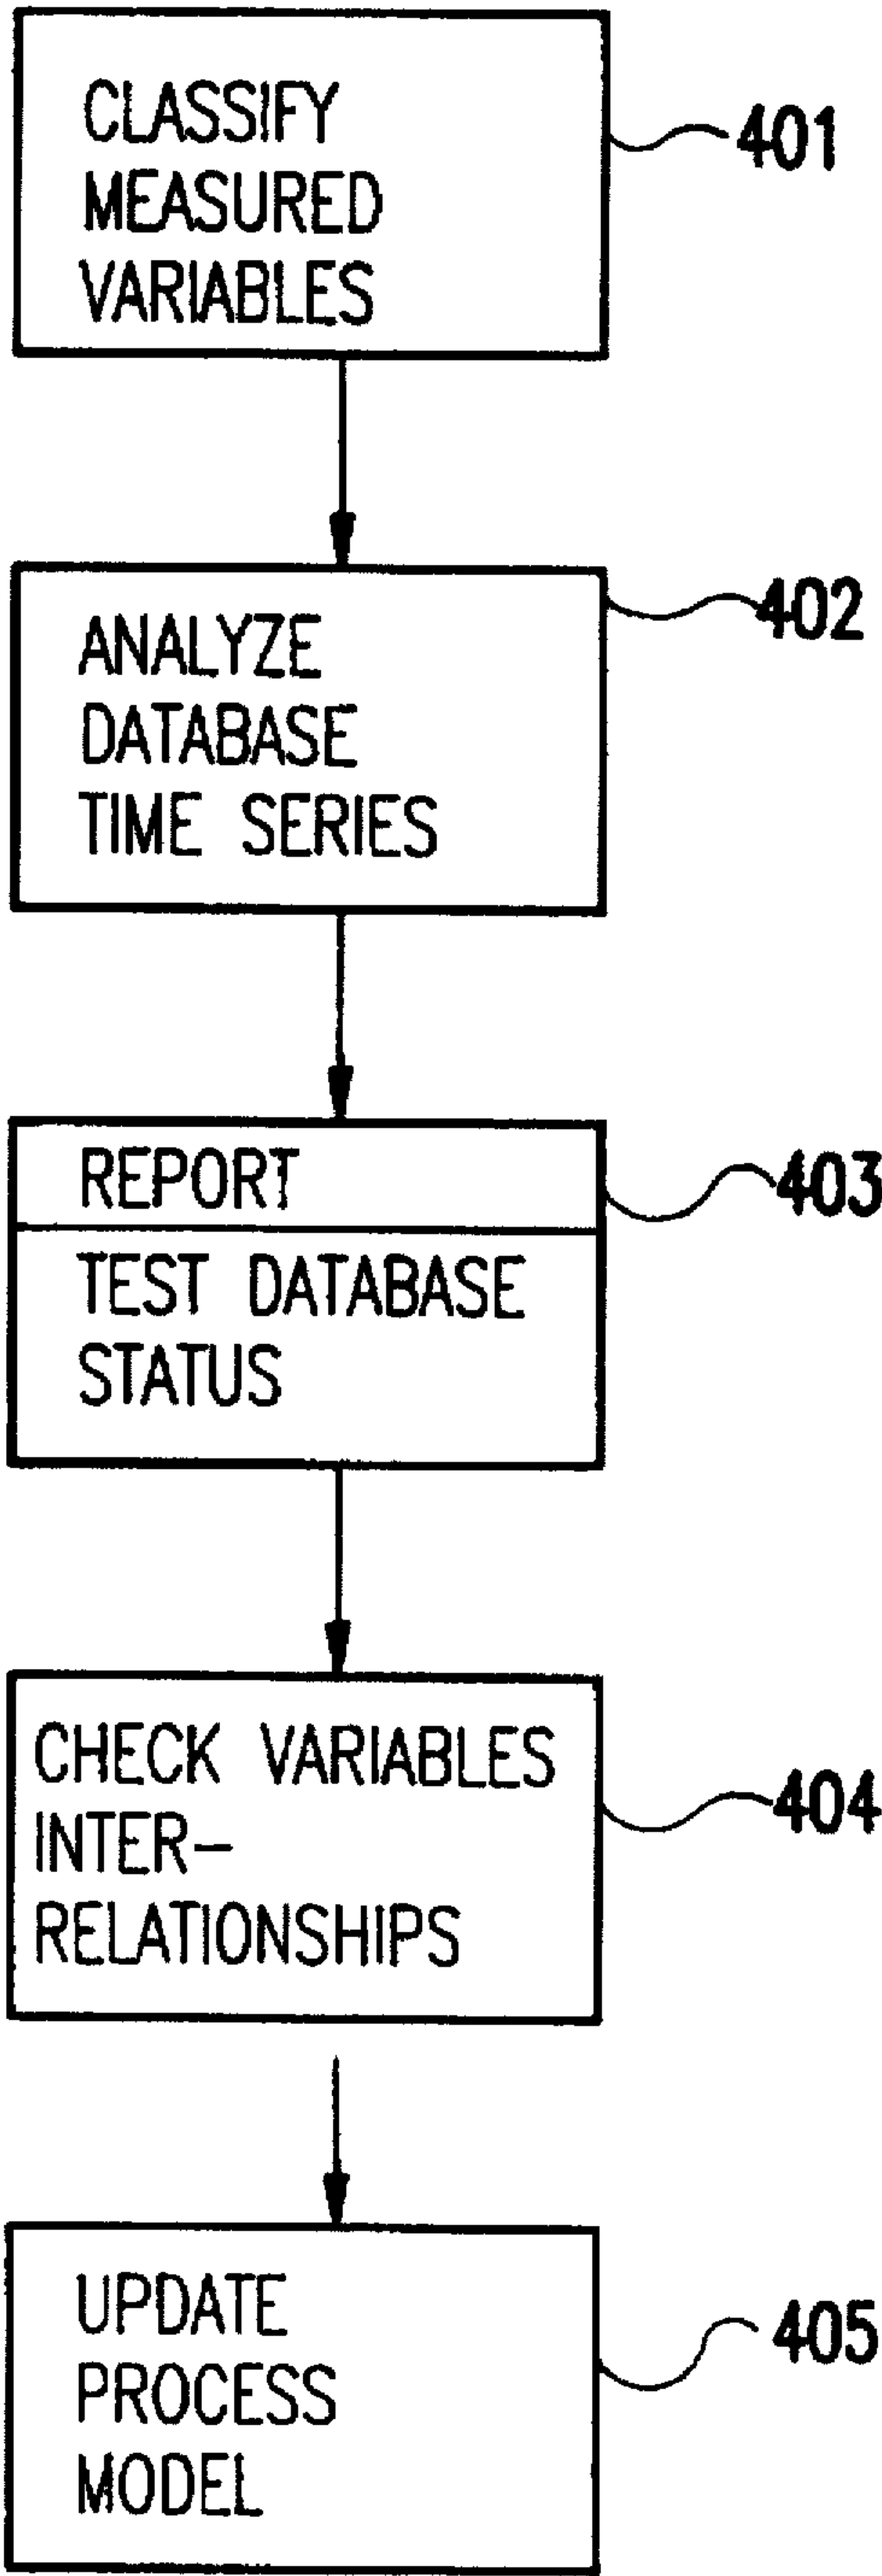 CLASSIFY
MEASURED
VARIABLES
401
ANALYZE
DATABASE
TIME SERIES
402
REPORT
403
TEST DATABASE
STATUS
CHECK VARIABLES
INTER-
RELATIONSHIPS
404
UPDATE
PROCESS
MODEL
405